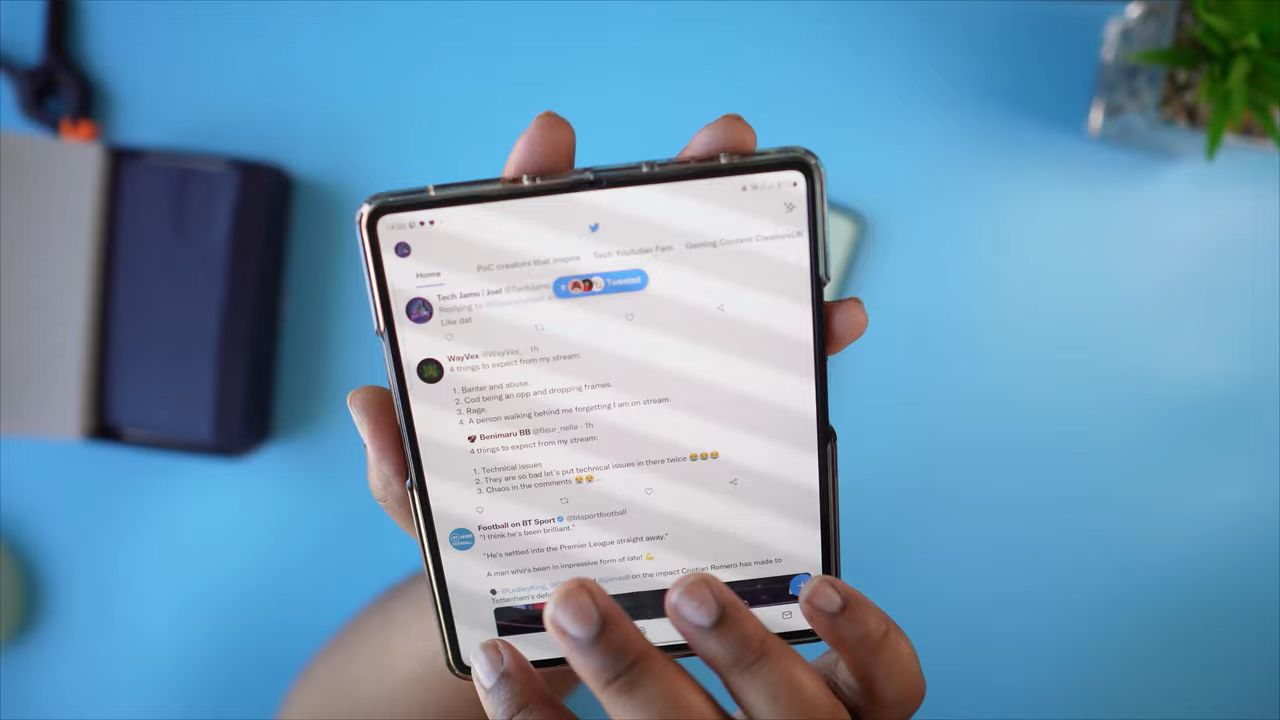 Home
PoC creators that inspire
Tech Youtuber Fam
Gaming Content CreatorsUK
Tweeted
Tech Jamo | Joel @TechJamo
Replying to
Like dat
WayVex @WayVex_ · 1h
4 things to expect from my stream:
1. Banter and abuse.
2. Cod being an opp and dropping frames.
3. Rage.
4. A person walking behind me forgetting I am on stream.
Benimaru BB @fleur_nelle · 1h
4 things to expect from my stream:
1. Technical issues
2. They are so bad let's put technical issues in there twice 😂😂😂
3. Chaos in the comments 😭😭
Football on BT Sport @btsportfootball
"I think he's been brilliant."
"He's settled into the Premier League straight away."
A man who's been in impressive form of late! 💪
🗣 @LedleyKing_ @jjenas8 on the impact Cristian Romero has made to
Tottenham's